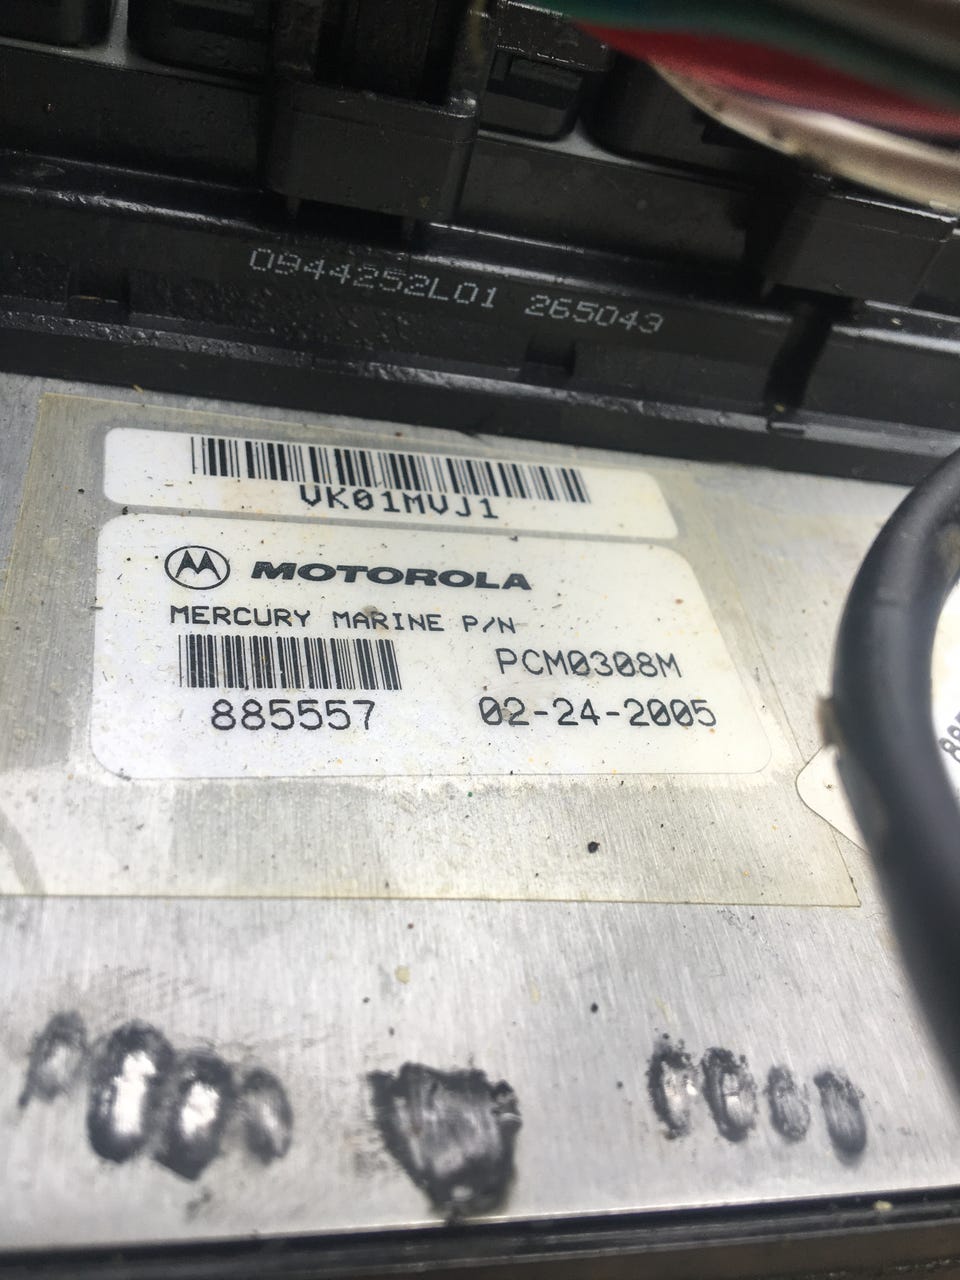 0944252L01 265043
VK01MVJ1
MOTOROLA
MERCURY MARINE P/N
PCM0308M
885557 02-24-2005